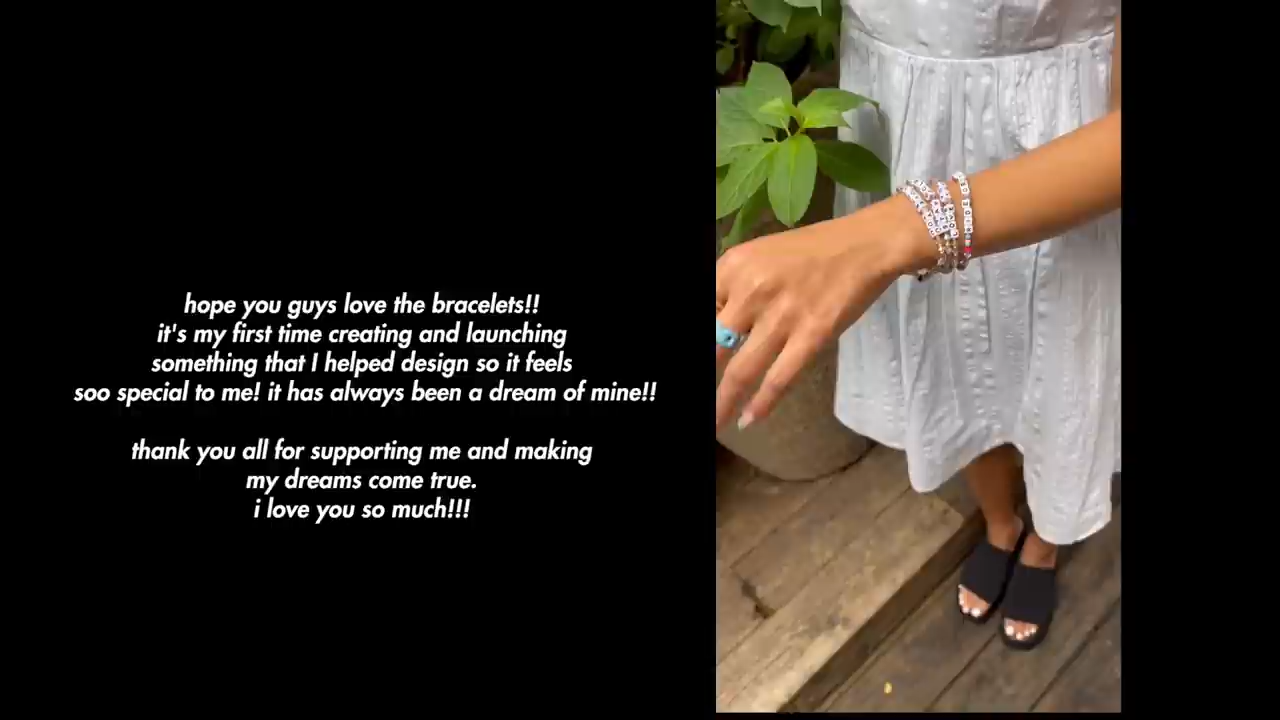 hope you guys love the bracelets!!
it's my first time creating and launching
something that I helped design so it feels
soo special to me! it has always been a dream of mine!!
thank you all for supporting me and making
my dreams come true.
i love you so much!!!